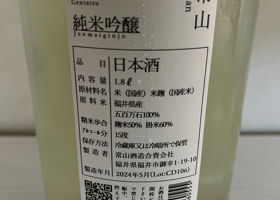 Gentatsu
純米吟醸
Junmaiginjo
常山
品目 日本酒
内容量 1.8ℓ
原材料名 米(国産) 米麹(国産米)
原料米 福井県産
五百万石100%
精米歩合 麹米50% 掛米60%
アルコール分 15度
保存方法 冷蔵庫又は冷暗所で保管
製造者 常山酒造合資会社
福井県福井市御幸1-19-10
製造年月 2024年5月(Lot:CD106)